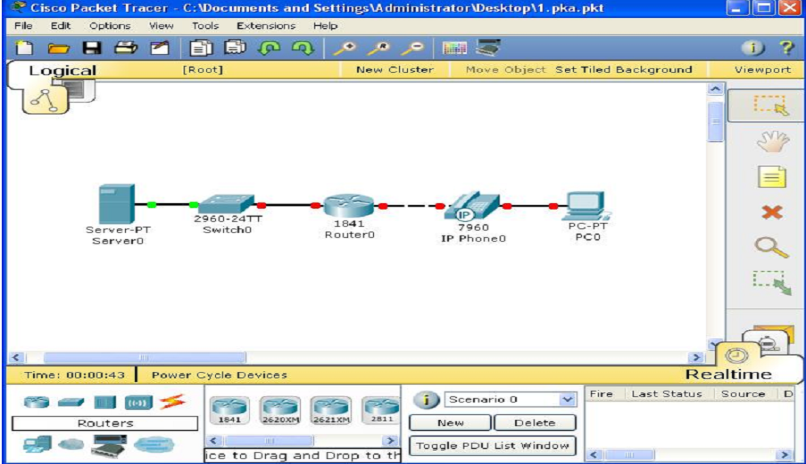 Cisco Packet Tracer - C:\Documents and Settings\Administrator\Desktop\1.pka.pkt
File Edit Options View Tools Extensions Help
Logical [Root] New Cluster Move Object Set Tiled Background Viewport
Server-PT
Server0
2960-24TT
Switch0
1841
Router0
IP
7960
IP Phone0
PC-PT
PC0
Time: 00:00:43 Power Cycle Devices Realtime
Routers
1841 2620XM 2621XM 2811
ice to Drag and Drop to th
Scenario 0
New Delete
Toggle PDU List Window
Fire Last Status Source D